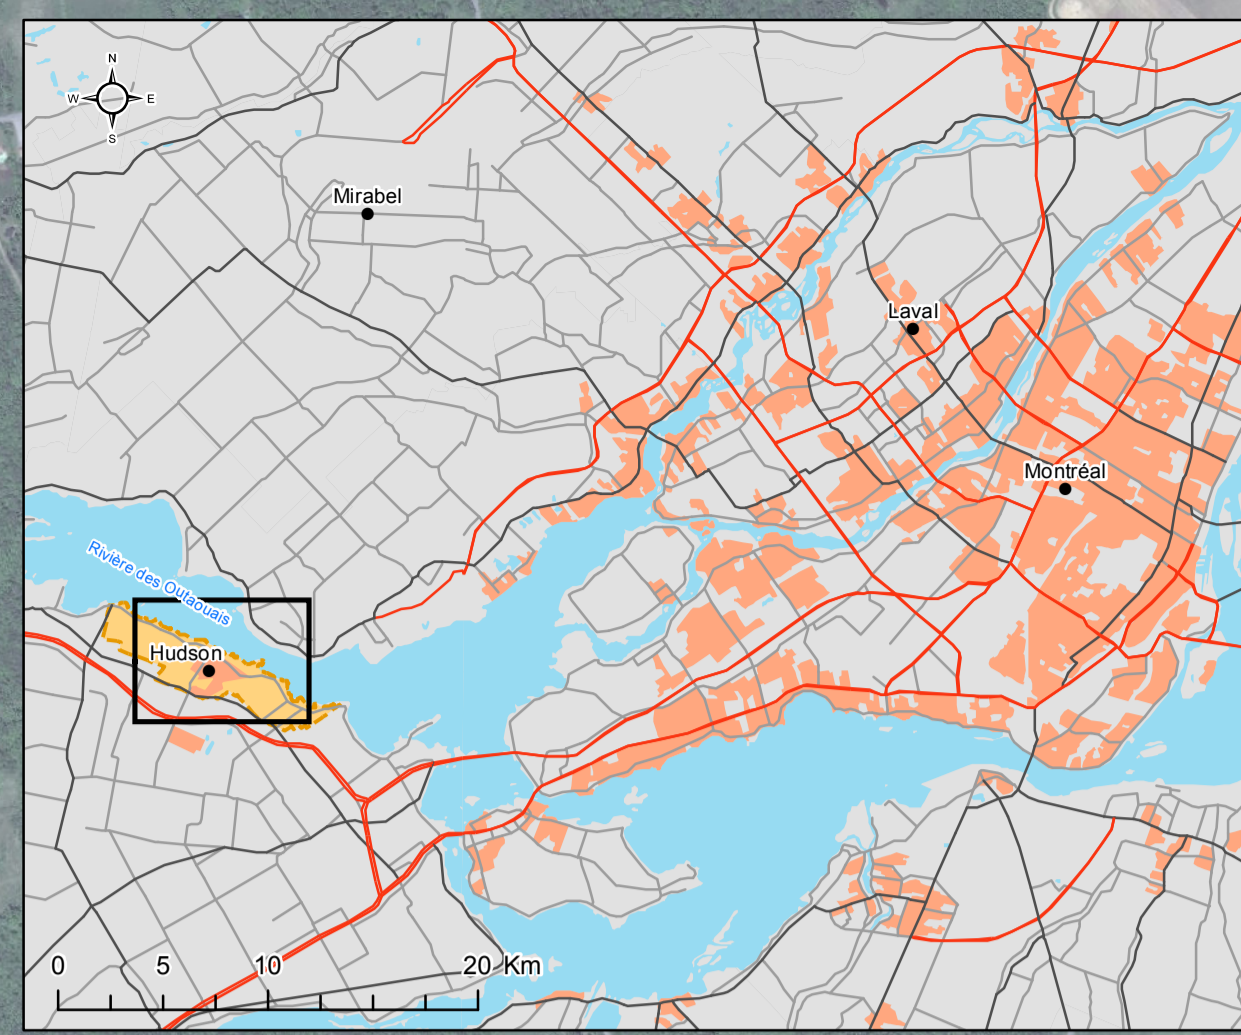 N
W E
S
Mirabel
Laval
Montréal
Rivière des Outaouais
Hudson
0 5 10 20 Km